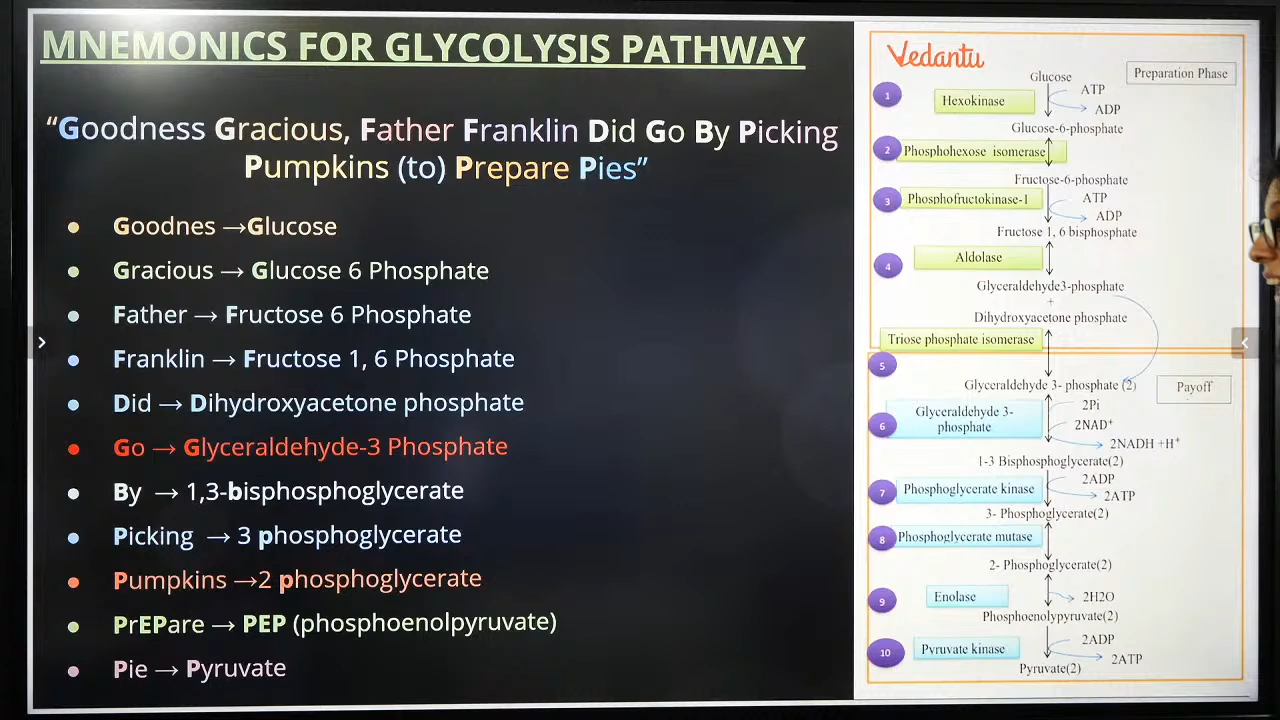 MNEMONICS FOR GLYCOLYSIS PATHWAY
“Goodness Gracious, Father Franklin Did Go By Picking
Pumpkins (to) Prepare Pies”
Goodnes →Glucose
Gracious → Glucose 6 Phosphate
Father → Fructose 6 Phosphate
Franklin → Fructose 1, 6 Phosphate
Did → Dihydroxyacetone phosphate
Go → Glyceraldehyde-3 Phosphate
By → 1,3-bisphosphoglycerate
Picking → 3 phosphoglycerate
Pumpkins →2 phosphoglycerate
PrEPare → PEP (phosphoenolpyruvate)
Pie → Pyruvate
Vedantu
Preparation Phase
Glucose
1
Hexokinase
ATP
ADP
Glucose-6-phosphate
2
Phosphohexose isomerase
Fructose-6-phosphate
3
Phosphofructokinase-1
ATP
ADP
Fructose 1, 6 bisphosphate
4
Aldolase
Glyceraldehyde3-phosphate
+
Dihydroxyacetone phosphate
Triose phosphate isomerase
5
Glyceraldehyde 3- phosphate (2)
Payoff
6
Glyceraldehyde 3-
phosphate
2Pi
2NAD+
2NADH +H+
1-3 Bisphosphoglycerate(2)
7
Phosphoglycerate kinase
2ADP
2ATP
3- Phosphoglycerate(2)
8
Phosphoglycerate mutase
2- Phosphoglycerate(2)
9
Enolase
2H2O
Phosphoenolypyruvate(2)
10
Pyruvate kinase
2ADP
2ATP
Pyruvate(2)